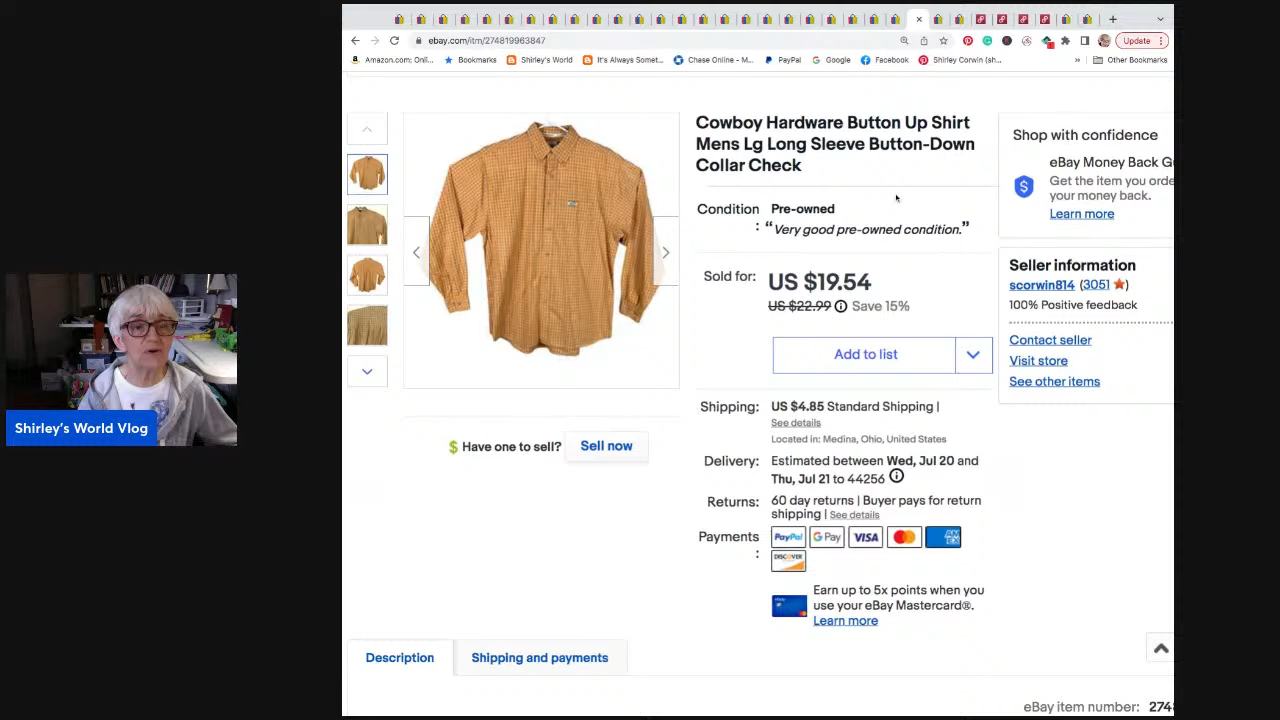 Update
ebay.com/itm/274819963847
Amazon.com: Onl...
Bookmarks
Shirley's World
It's Always Somet...
Chase Online - M...
PayPal
Google
Facebook
Shirley Corwin (sh...
»
Other Bookmarks
Cowboy Hardware Button Up Shirt
Mens Lg Long Sleeve Button-Down
Collar Check
Condition
:
Pre-owned
“Very good pre-owned condition.”
Sold for:
US $19.54
US $22.99
Save 15%
Add to list
Shipping:
US $4.85 Standard Shipping |
See details
Located in: Medina, Ohio, United States
Delivery:
Estimated between Wed, Jul 20 and
Thu, Jul 21 to 44256
Returns:
60 day returns | Buyer pays for return
shipping | See details
Payments
:
PayPal
G Pay
VISA
DISCOVER
Earn up to 5x points when you
use your eBay Mastercard®.
Learn more
Shop with confidence
eBay Money Back Gu
Get the item you orde
your money back.
Learn more
Seller information
scorwin814 (3051)
100% Positive feedback
Contact seller
Visit store
See other items
Have one to sell?
Sell now
Shirley's World Vlog
Description
Shipping and payments
eBay item number: 274